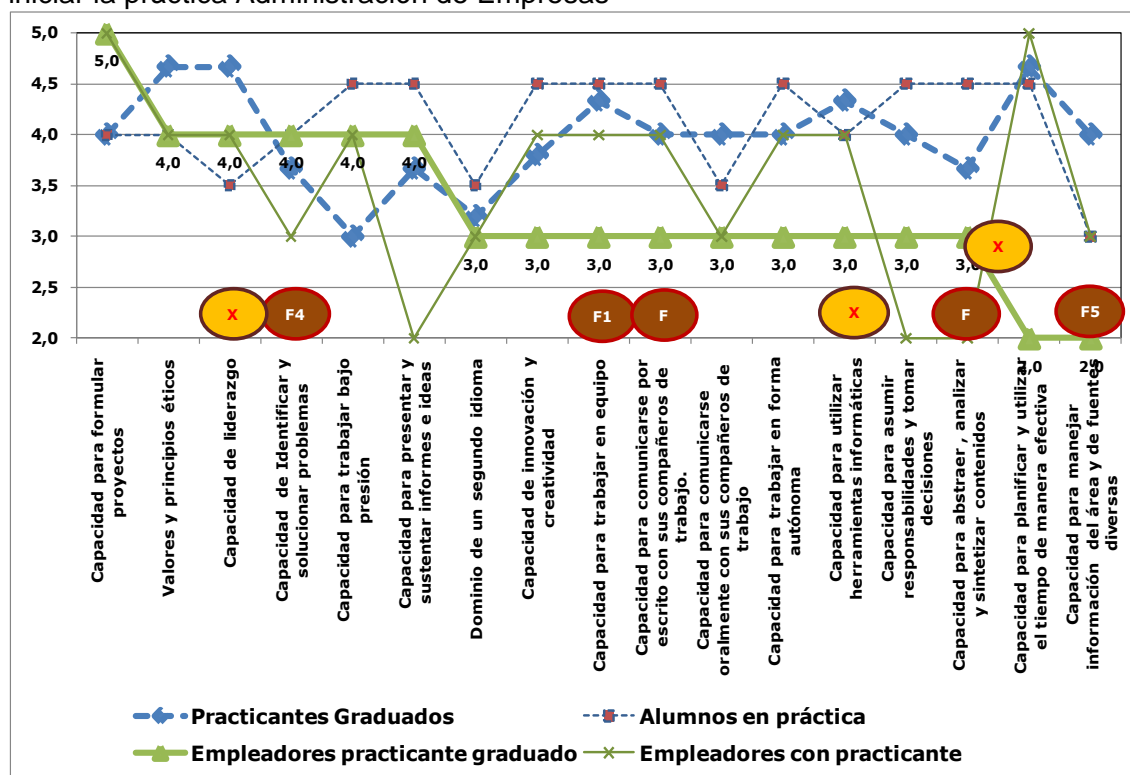 iniciar la práctica Administración de Empresas
5,0
4,5
4,0
3,5
3,0
2,5
2,0
5,0
4,0
4,0
4,0
4,0
4,0
3,0
3,0
3,0
3,0
3,0
3,0
3,0
3,0
3,0
2,0
2,0
X
F4
F1
F
X
F
X
F5
Capacidad para formular
proyectos
Valores y principios éticos
Capacidad de liderazgo
Capacidad de Identificar y
solucionar problemas
Capacidad para trabajar bajo
presión
Capacidad para presentar y
sustentar informes e ideas
Dominio de un segundo idioma
Capacidad de innovación y
creatividad
Capacidad para trabajar en equipo
Capacidad para comunicarse por
escrito con sus compañeros de
trabajo.
Capacidad para comunicarse
oralmente con sus compañeros de
trabajo
Capacidad para trabajar en forma
autónoma
Capacidad para utilizar
herramientas informáticas
Capacidad para asumir
responsabilidades y tomar
decisiones
Capacidad para abstraer , analizar
y sintetizar contenidos
Capacidad para planificar y utilizar
el tiempo de manera efectiva
Capacidad para manejar
información del área y de fuentes
diversas
Practicantes Graduados
Alumnos en práctica
Empleadores practicante graduado
Empleadores con practicante